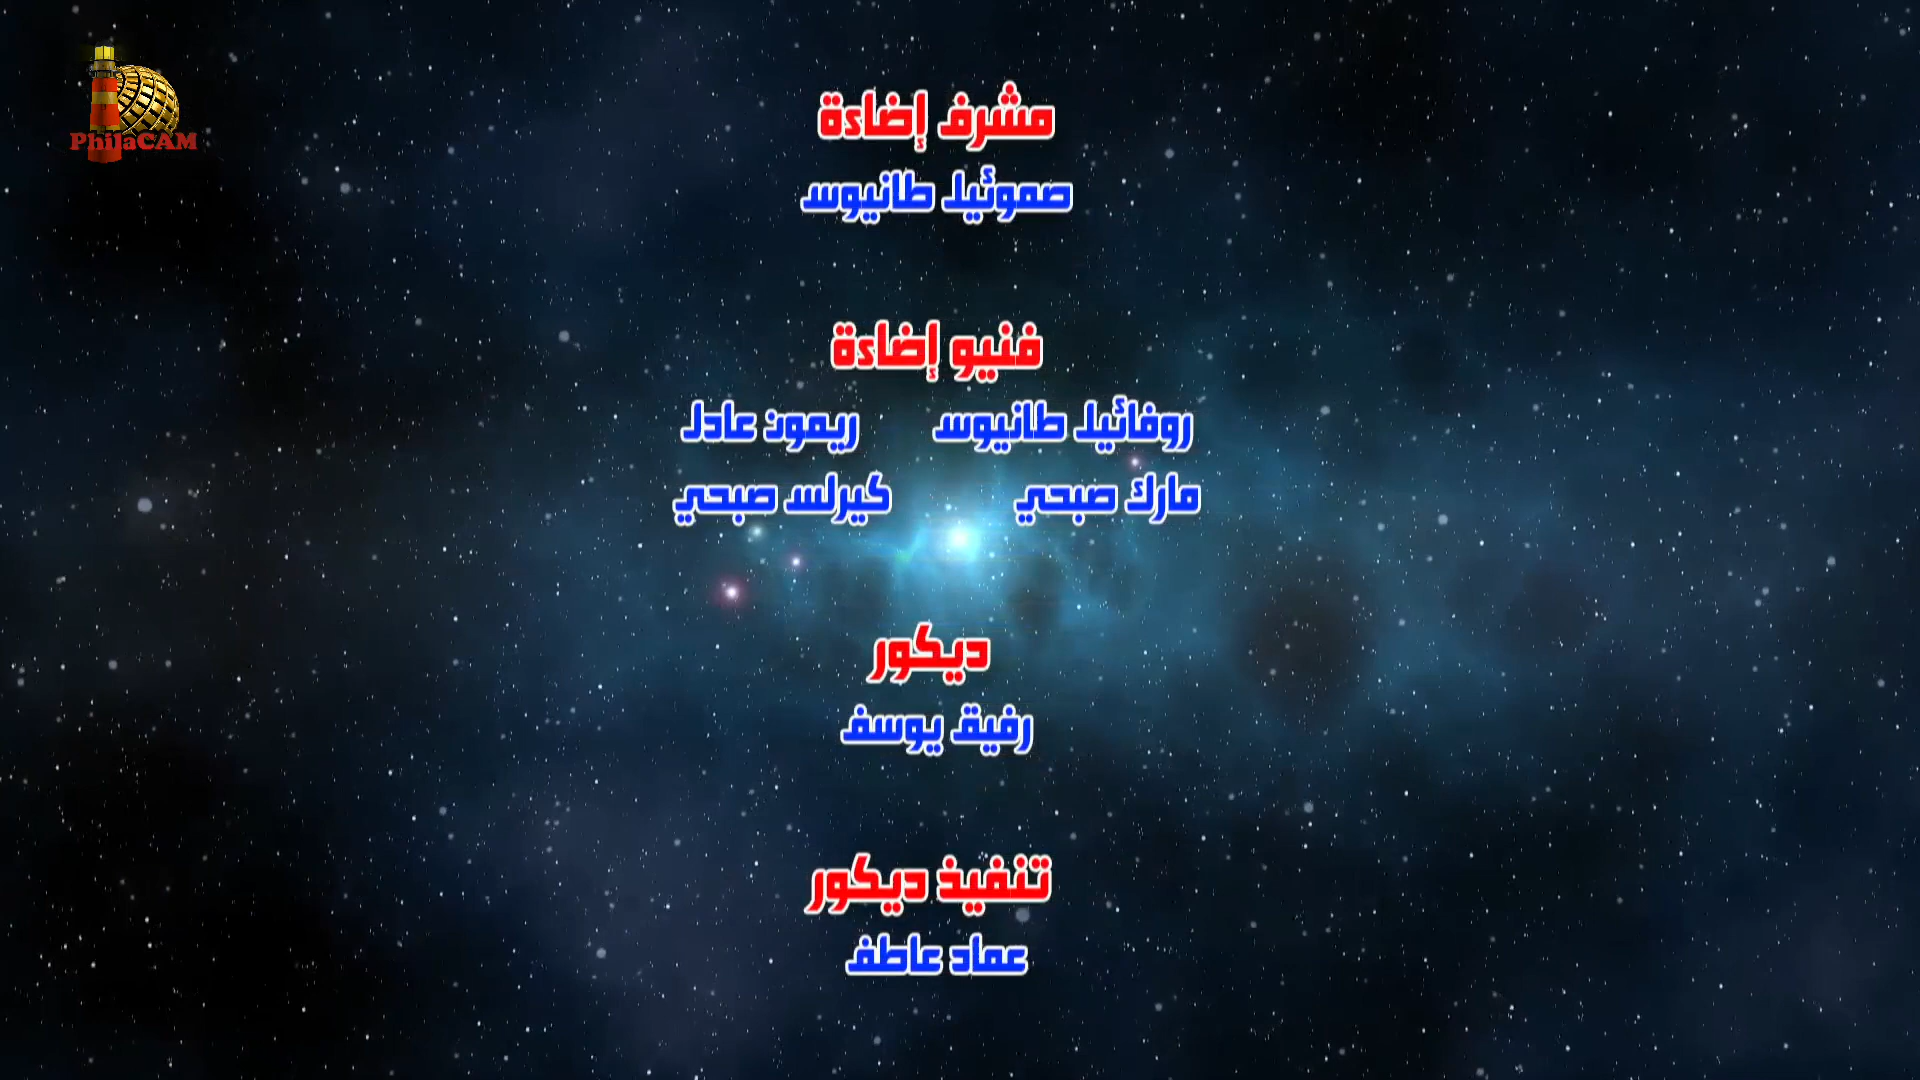 PhilaCAM
مشرف إضاءة
صموئيل طانيوس
فنيو إضاءة
روفائيل طانيوس ريمون عادل
مارك صبحي كيرلس صبحي
ديكور
رفيق يوسف
تنفيذ ديكور
عماد عاطف